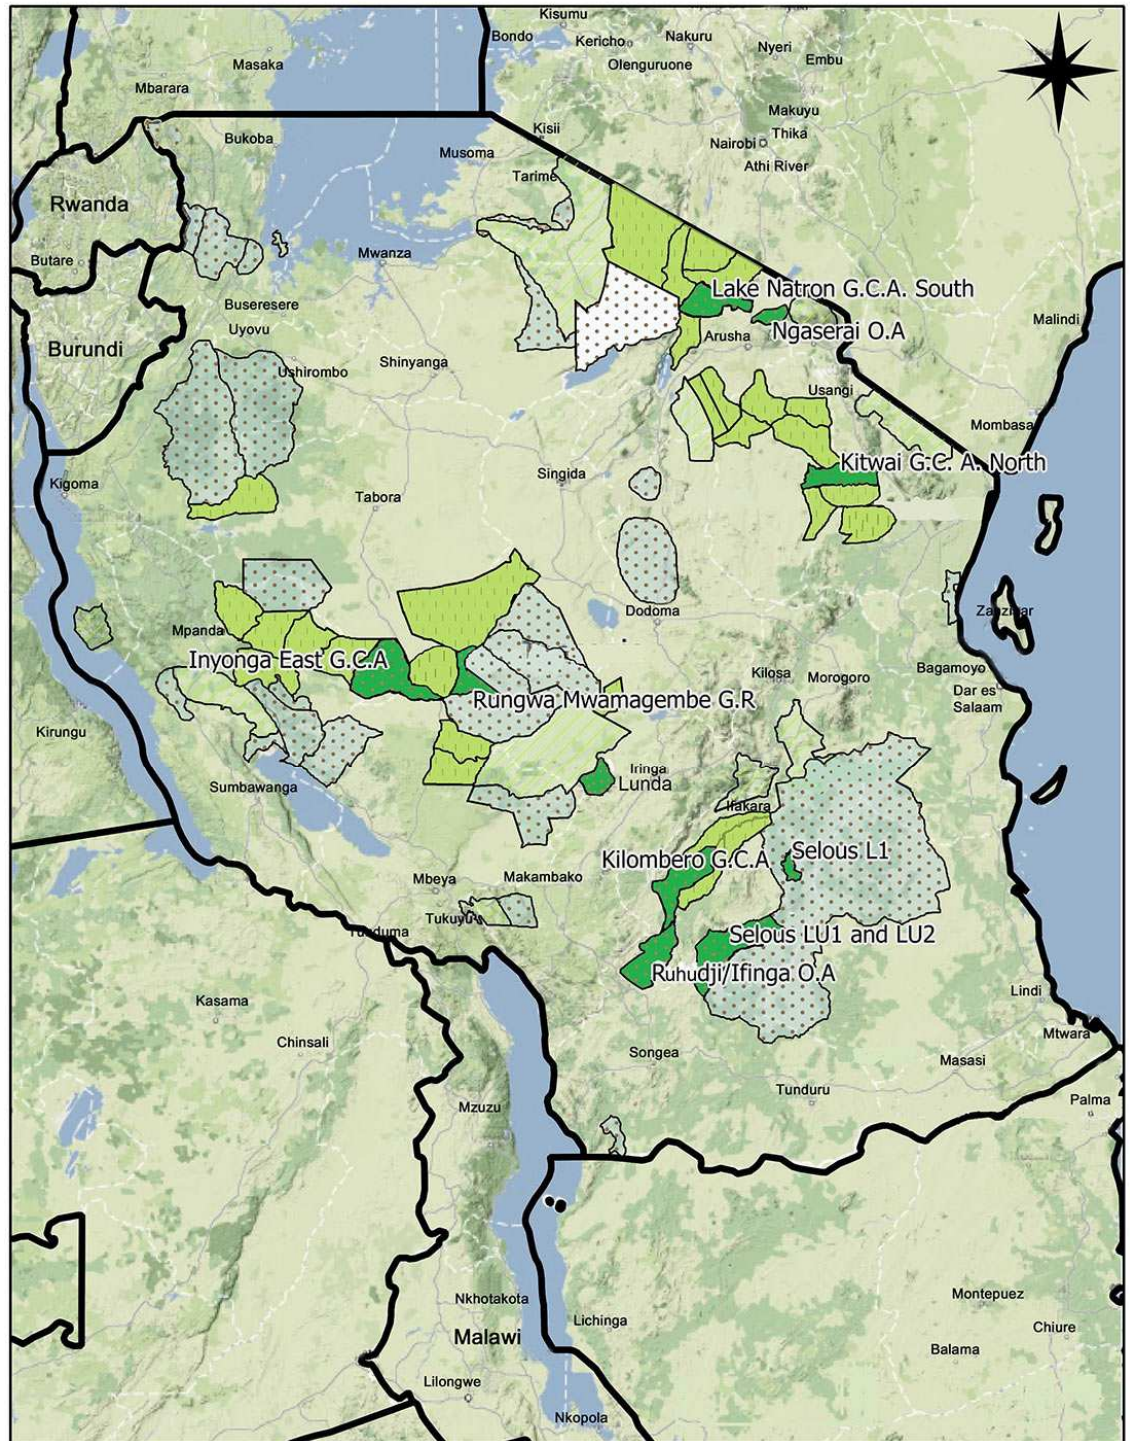 Kisumu
Bondo
Kericho
Nakuru
Nyeri
Olenguruone
Embu
Masaka
Mbarara
Makuyu
Thika
Kisii
Nairobi
Bukoba
Musoma
Athi River
Tarime
Rwanda
Mwanza
Butare
Lake Natron G.C.A. South
Buseresere
Malindi
Uyovu
Ngaserai O.A
Arusha
Burundi
Shinyanga
Ushirombo
Usangi
Mombasa
Kitwai G.C. A. North
Singida
Kigoma
Tabora
Dodoma
Zanzibar
Mpanda
Inyonga East G.C.A
Kilosa
Morogoro
Bagamoyo
Rungwa Mwamagembe G.R
Dar es
Salaam
Kirungu
Iringa
Lunda
Sumbawanga
Ifakara
Kilombero G.C.A
Selous L1
Mbeya
Makambako
Tukuyu
Tunduma
Selous LU1 and LU2
Ruhudji/Ifinga O.A
Kasama
Lindi
Chinsali
Mtwara
Songea
Masasi
Tunduru
Palma
Mzuzu
Nkhotakota
Montepuez
Lichinga
Chiure
Malawi
Balama
Lilongwe
Nkopola